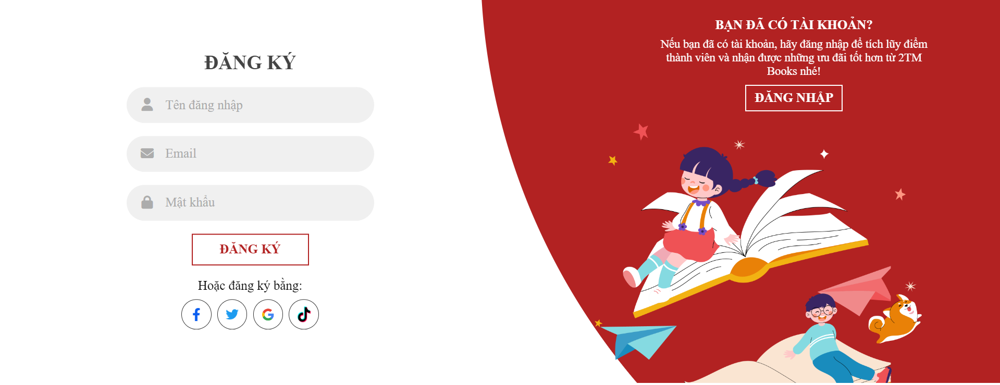 ĐĂNG KÝ
Tên đăng nhập
Email
Mật khẩu
ĐĂNG KÝ
Hoặc đăng ký bằng:
BẠN ĐÃ CÓ TÀI KHOẢN?
Nếu bạn đã có tài khoản, hãy đăng nhập để tích lũy điểm
thành viên và nhận được những ưu đãi tốt hơn từ 2TM
Books nhé!
ĐĂNG NHẬP